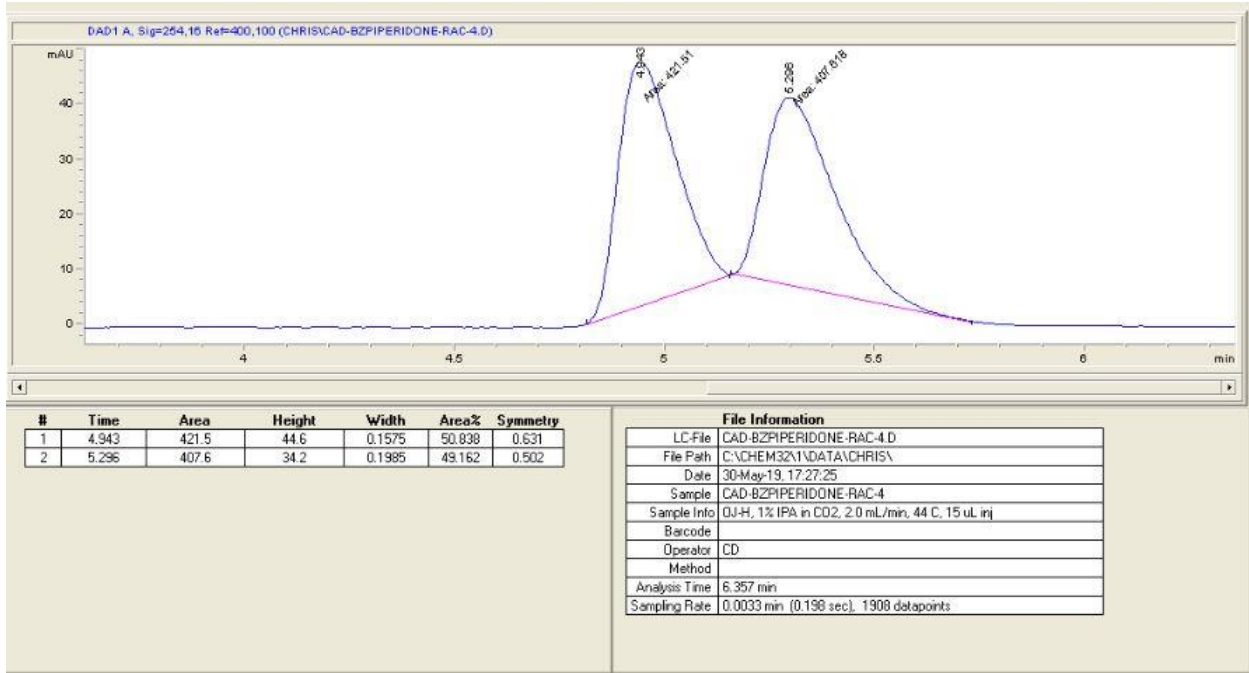 DAD1 A, Sig=254,16 Ref=400,100 (CHRIS\CAD-BZPIPERIDONE-RAC-4.D)
mAU
40
30
20
10
0
4.943
Area: 421.51
5.296
Area: 407.618
4
4.5
5
5.5
6
min
# Time Area Height Width Area% Symmetry
1 4.943 421.5 44.6 0.1575 50.838 0.631
2 5.296 407.6 34.2 0.1985 49.162 0.502
File Information
LC-File CAD-BZPIPERIDONE-RAC-4.D
File Path C:\CHEM32\1\DATA\CHRIS\
Date 30-May-19, 17:27:25
Sample CAD-BZPIPERIDONE-RAC-4
Sample Info OJ-H, 1% IPA in CO2, 2.0 mL/min, 44 C, 15 uL inj
Barcode
Operator CD
Method
Analysis Time 6.357 min
Sampling Rate 0.0033 min (0.198 sec), 1908 datapoints